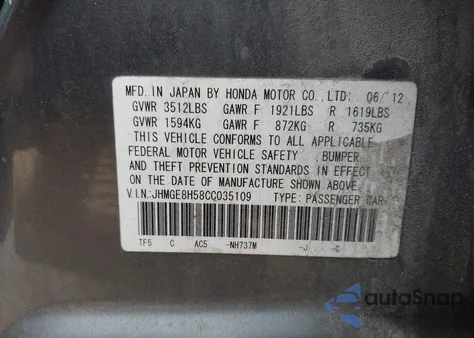 MFD. IN JAPAN BY HONDA MOTOR CO., LTD: 06/12
GVWR 3512LBS GAWR F 1921LBS R 1619LBS
GVWR 1594KG GAWR F 872KG R 735KG
THIS VEHICLE CONFORMS TO ALL APPLICABLE
FEDERAL MOTOR VEHICLE SAFETY, BUMPER,
AND THEFT PREVENTION STANDARDS IN EFFECT
ON THE DATE OF MANUFACTURE SHOWN ABOVE.
V.I.N:JHMGE8H58CC035109 TYPE: PASSENGER CAR
TF5 C AC5 -NH737M -J -C
autoSnap